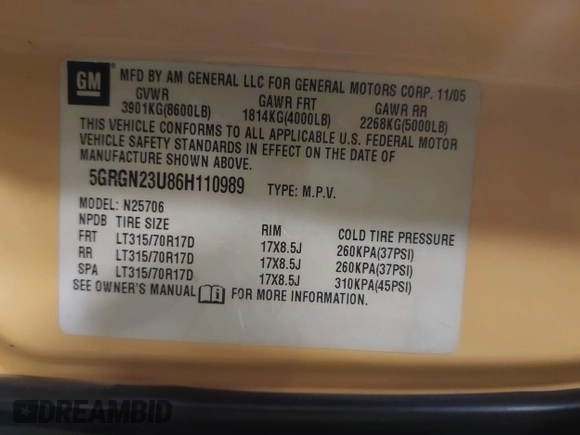 GM MFD BY AM GENERAL LLC FOR GENERAL MOTORS CORP. 11/05
GVWR GAWR FRT GAWR RR
3901KG(8600LB) 1814KG(4000LB) 2268KG(5000LB)
THIS VEHICLE CONFORMS TO ALL APPLICABLE U.S. FEDERAL MOTOR
VEHICLE SAFETY STANDARDS IN EFFECT ON THE DATE OF
MANUFACTURE SHOWN ABOVE.
5GRGN23U86H110989 TYPE: M.P.V.
MODEL: N25706
NPDB TIRE SIZE RIM COLD TIRE PRESSURE
FRT LT315/70R17D 17X8.5J 260KPA(37PSI)
RR LT315/70R17D 17X8.5J 260KPA(37PSI)
SPA LT315/70R17D 17X8.5J 310KPA(45PSI)
SEE OWNER'S MANUAL FOR MORE INFORMATION.
DREAMBID